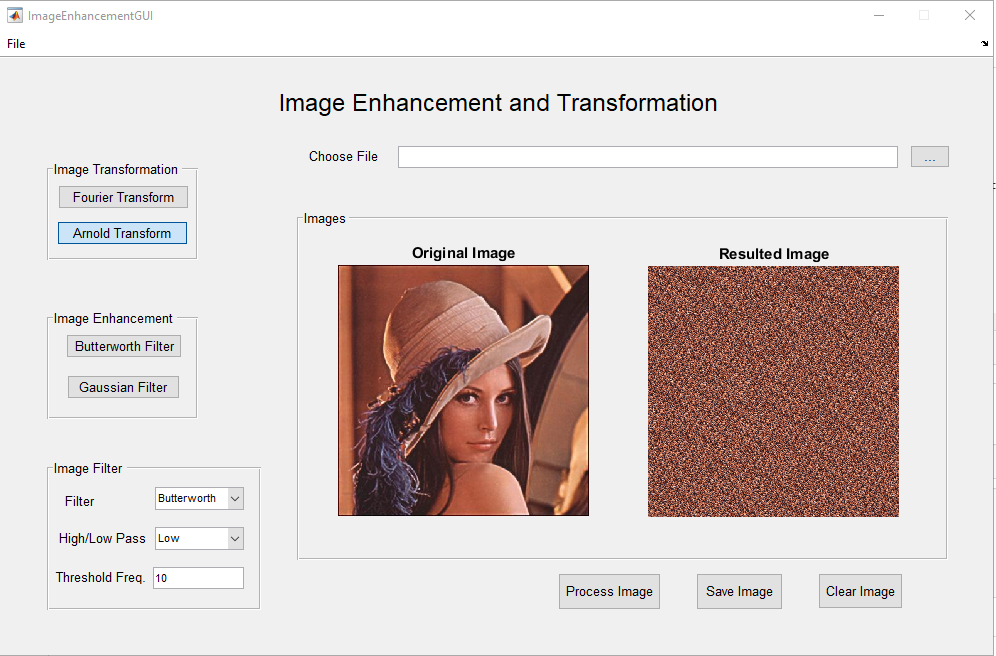 ImageEnhancementGUI
File
Image Enhancement and Transformation
Choose File
...
Image Transformation
Fourier Transform
Arnold Transform
Image Enhancement
Butterworth Filter
Gaussian Filter
Image Filter
Filter Butterworth
High/Low Pass Low
Threshold Freq. 10
Images
Original Image
Resulted Image
Process Image
Save Image
Clear Image